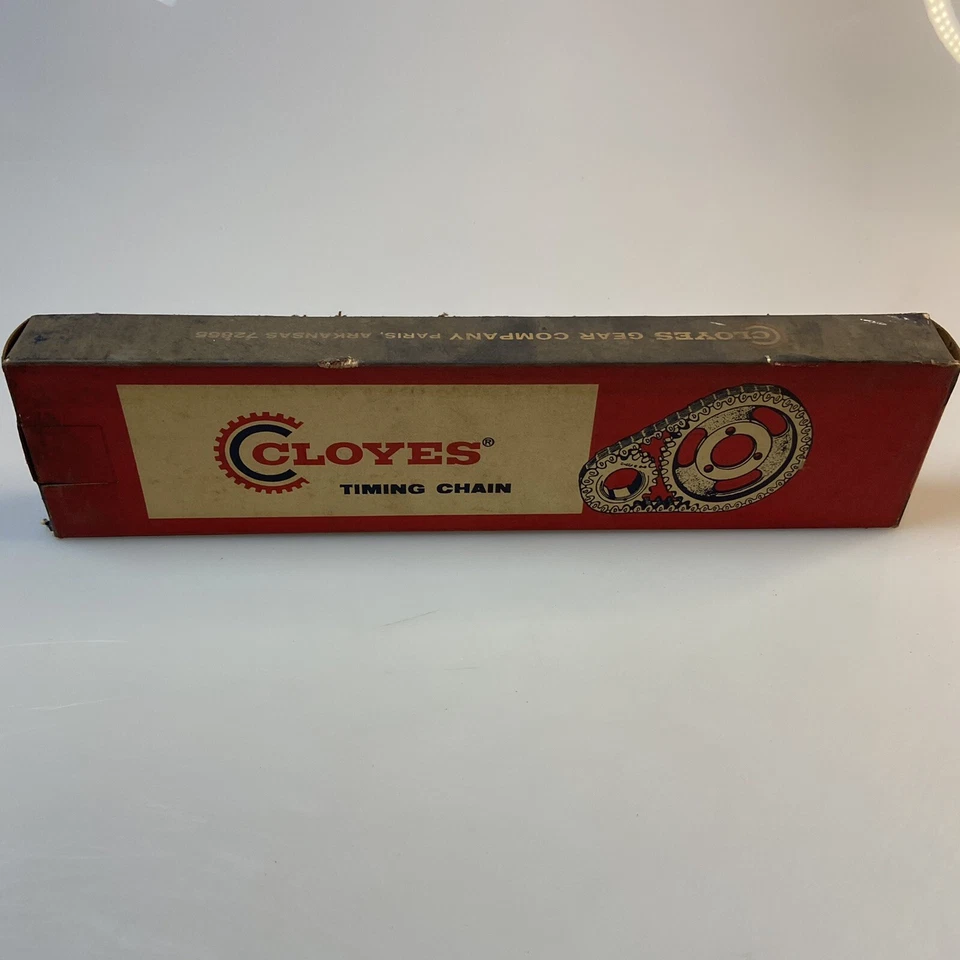 CLOYES GEAR COMPANY PARIS, ARKANSAS 72855
CLOYES®
TIMING CHAIN